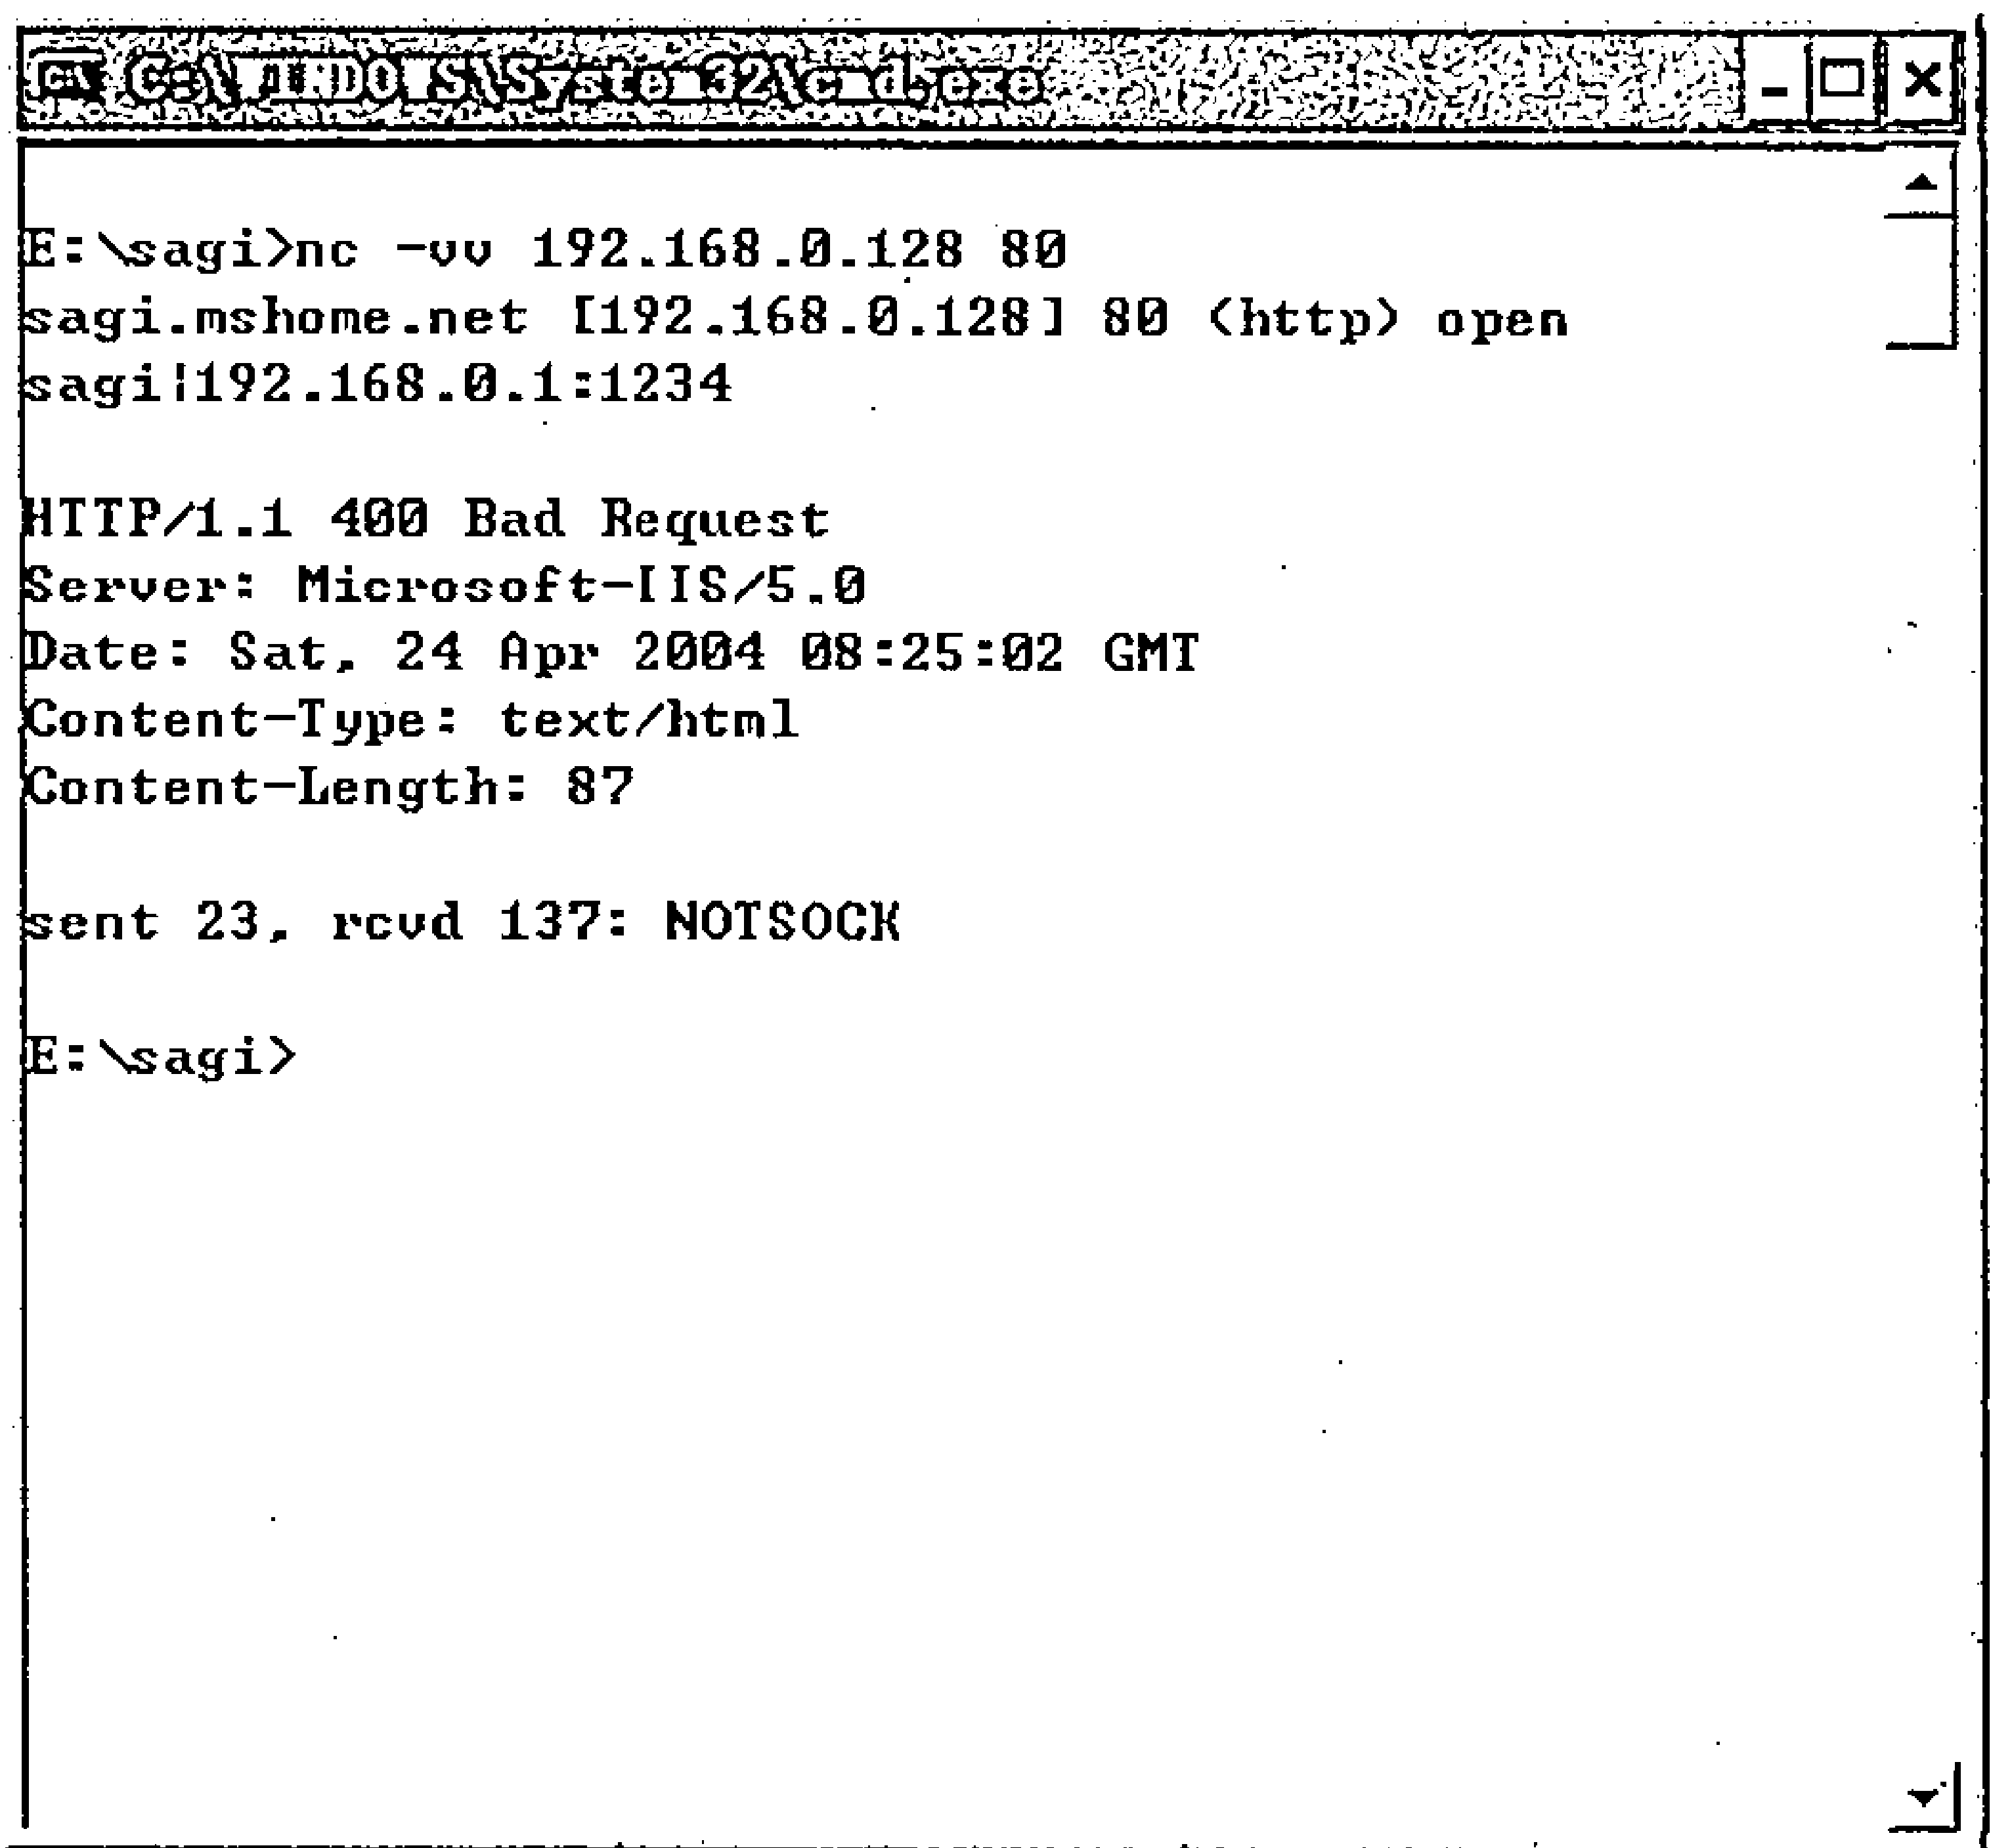 C:\WINDOWS\System32\cmd.exe
E:\sagi>nc -vv 192.168.0.128 80
sagi.mshome.net [192.168.0.128] 80 (http) open
sagi¦192.168.0.1:1234
HTTP/1.1 400 Bad Request
Server: Microsoft-IIS/5.0
Date: Sat, 24 Apr 2004 08:25:02 GMT
Content-Type: text/html
Content-Length: 87
sent 23, rcvd 137: NOTSOCK
E:\sagi>